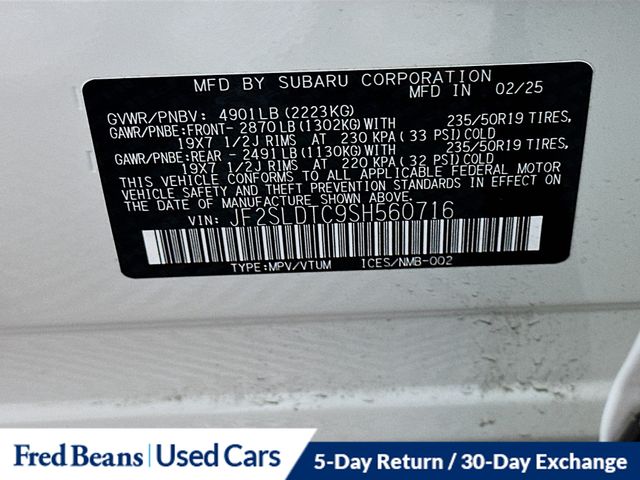 MFD BY SUBARU CORPORATION
MFD IN 02/25
GVWR/PNBV: 4901LB (2223KG)
GAWR/PNBE:FRONT- 2870LB (1302KG) WITH 235/50R19 TIRES,
19X7 1/2J RIMS AT 230 KPA( 33 PSI) COLD
GAWR/PNBE:REAR - 2491LB (1130KG) WITH 235/50R19 TIRES,
19X7 1/2J RIMS AT 220 KPA( 32 PSI) COLD
THIS VEHICLE CONFORMS TO ALL APPLICABLE FEDERAL MOTOR
VEHICLE SAFETY AND THEFT PREVENTION STANDARDS IN EFFECT ON
THE DATE OF MANUFACTURE SHOWN ABOVE.
VIN: JF2SLDTC9SH560716
TYPE:MPV/VTUM ICES/NMB-002
Fred Beans | Used Cars
5-Day Return / 30-Day Exchange